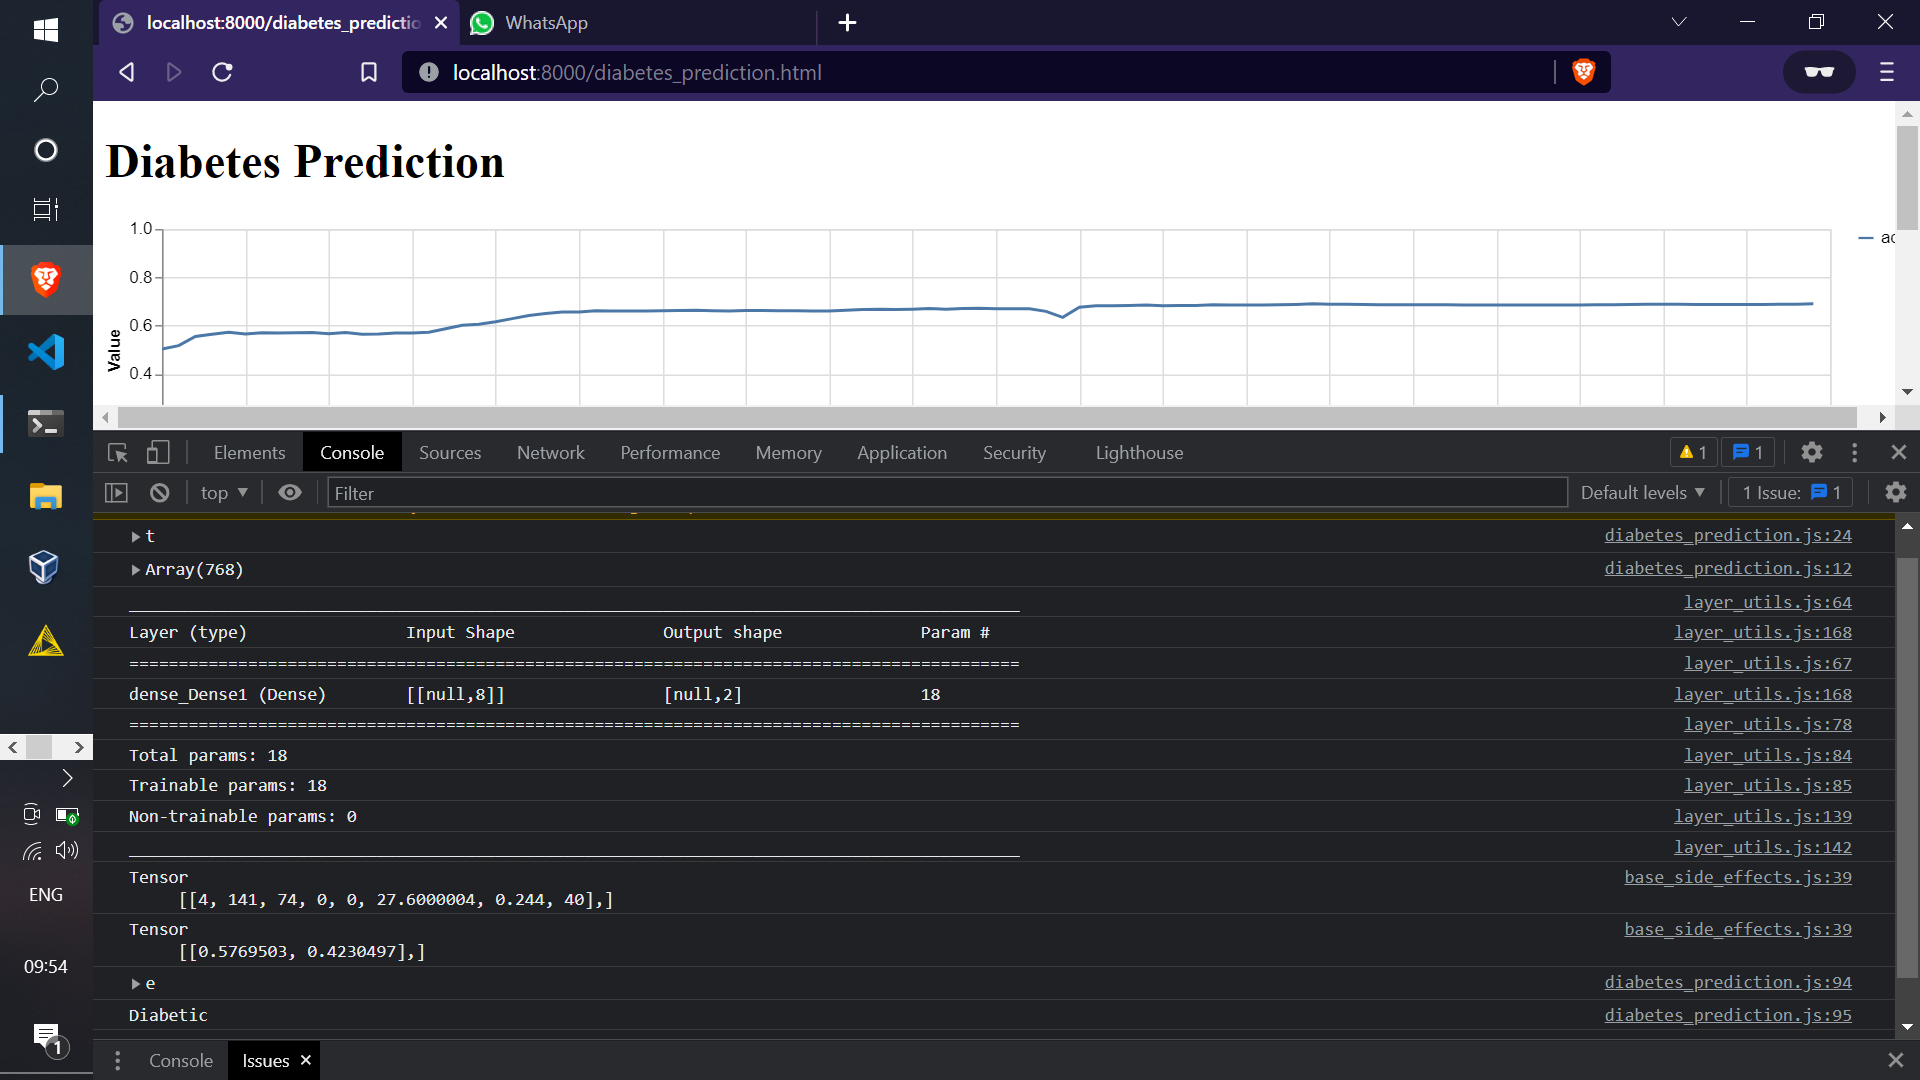 localhost:8000/diabetes_predictio
WhatsApp
localhost:8000/diabetes_prediction.html
Diabetes Prediction
1.0
0.8
0.6
0.4
Value
ac
Elements Console Sources Network Performance Memory Application Security Lighthouse 1 1
top Filter Default levels 1 Issue: 1
t diabetes_prediction.js:24
Array(768) diabetes_prediction.js:12
layer_utils.js:64
Layer (type) Input Shape Output shape Param # layer_utils.js:168
========================================================================================== layer_utils.js:67
dense_Dense1 (Dense) [[null,8]] [null,2] 18 layer_utils.js:168
========================================================================================== layer_utils.js:78
Total params: 18 layer_utils.js:84
Trainable params: 18 layer_utils.js:85
Non-trainable params: 0 layer_utils.js:139
layer_utils.js:142
Tensor base_side_effects.js:39
[[4, 141, 74, 0, 0, 27.6000004, 0.244, 40],]
Tensor base_side_effects.js:39
[[0.5769503, 0.4230497],]
e diabetes_prediction.js:94
Diabetic diabetes_prediction.js:95
Console Issues
ENG
09:54
1